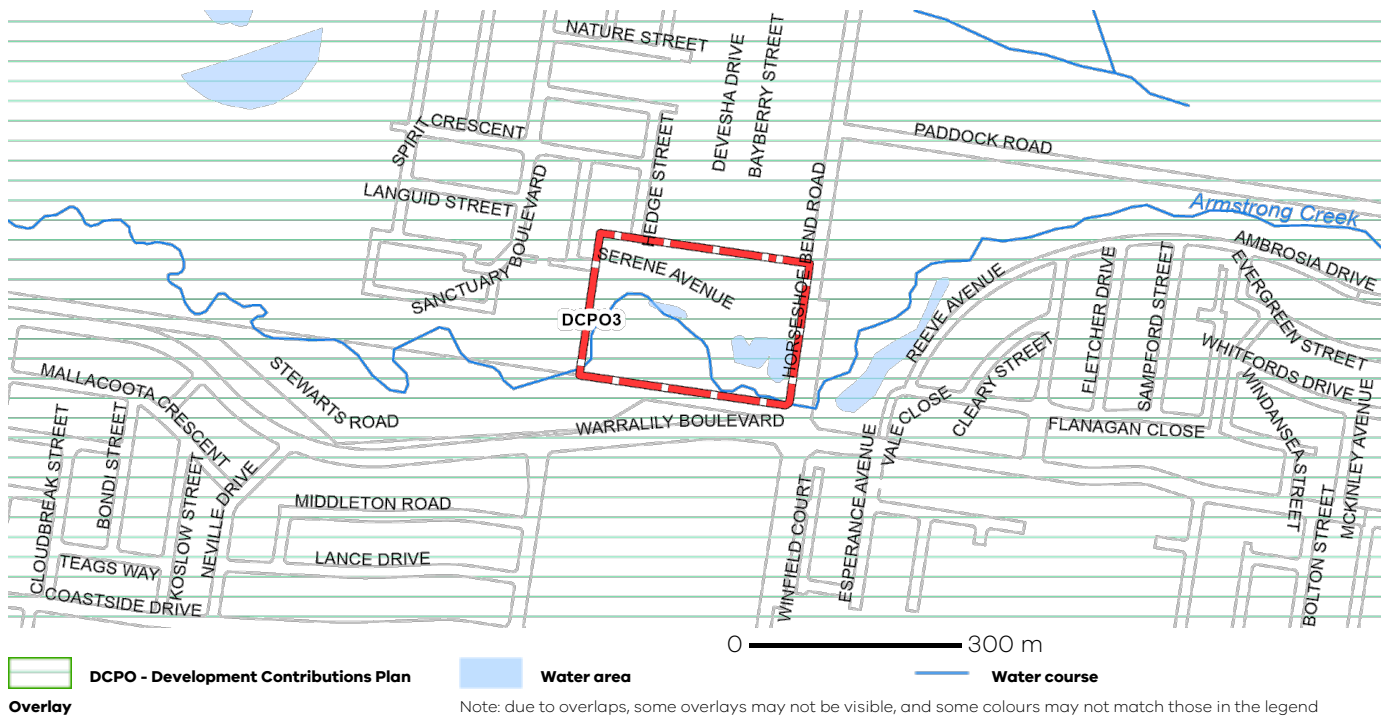 NATURE STREET
DEVESHA DRIVE
BAYBERRY STREET
SPIRIT
CRESCENT
HEDGE STREET
PADDOCK ROAD
LANGUID STREET
SANCTUARY BOULEVARD
HORSESHOE BEND ROAD
Armstrong Creek
SERENE AVENUE
AMBROSIA DRIVE
EVERGREEN STREET
DCPO3
REEVE AVENUE
FLETCHER DRIVE
SAMPFORD STREET
WHITFORDS DRIVE
MALLACOOTA CRESCENT
STEWARTS ROAD
CLEARY STREET
VALE CLOSE
WINDANSEA STREET
MCKINLEY AVENUE
WARRALILY BOULEVARD
FLANAGAN CLOSE
CLOUDBREAK STREET
BONDI STREET
KOSLOW STREET
NEVILLE DRIVE
MIDDLETON ROAD
WINFIELD COURT
ESPERANCE AVENUE
BOLTON STREET
LANCE DRIVE
TEAGS WAY
COASTSIDE DRIVE
0 300 m
DCPO - Development Contributions Plan
Overlay
Water area
Water course
Note: due to overlaps, some overlays may not be visible, and some colours may not match those in the legend